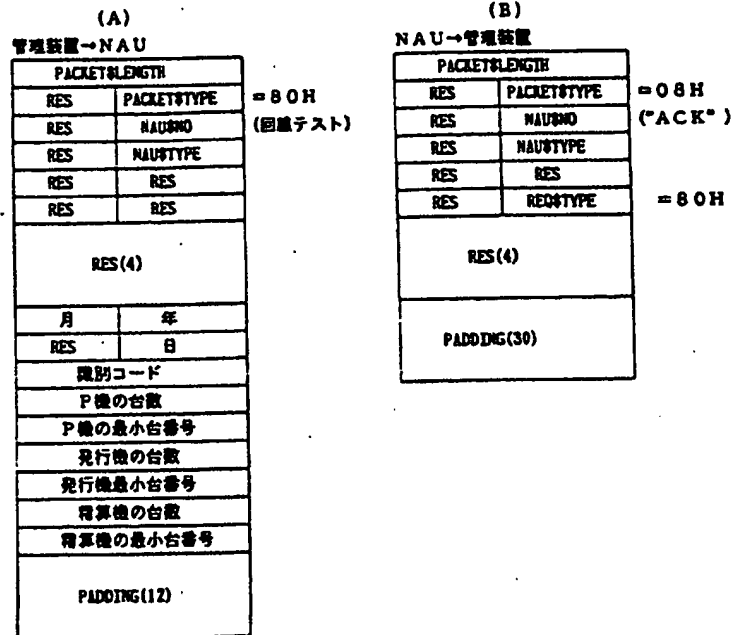 (A)
管理装置→NAU
PACKET$LENGTH
RES PACKET$TYPE =80H
RES NAU$NO (回線テスト)
RES NAU$TYPE
RES RES
RES RES
RES(4)
月 年
RES 日
識別コード
P機の台数
P機の最小台番号
発行機の台数
発行機最小台番号
精算機の台数
精算機の最小台番号
PADDING(12)
(B)
NAU→管理装置
PACKET$LENGTH
RES PACKET$TYPE =08H
RES NAU$NO ("ACK")
RES NAU$TYPE
RES RES
RES REQ$TYPE =80H
RES(4)
PADDING(30)